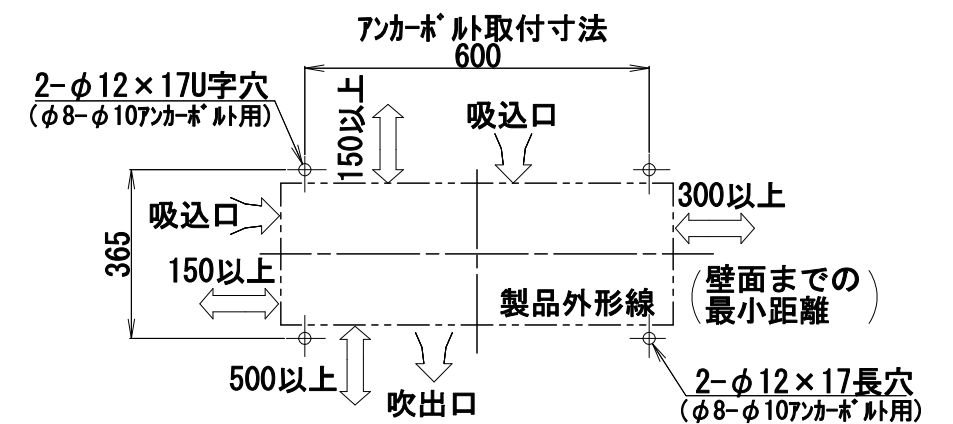 アンカーボルト取付寸法
600
2-φ12×17U字穴
(φ8-φ10アンカーボルト用)
150以上
吸込口
吸込口
300以上
365
150以上
製品外形線
(壁面までの
最小距離)
500以上
吹出口
2-φ12×17長穴
(φ8-φ10アンカーボルト用)